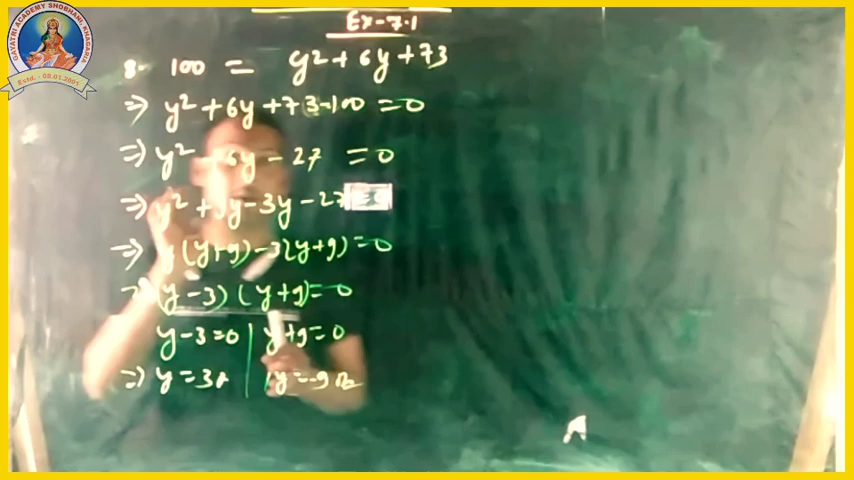 GAYATRI ACADEMY SHOBHANI, KHAGARIA
Estd. - 08.01.2001
Ex-7.1
8. 100 = y²+6y+73
⇒ y²+6y+73-100=0
⇒ y²+6y-27 =0
⇒ y²+9y-3y-27=0
⇒ y(y+9)-3(y+9)=0
⇒ (y-3)(y+9)=0
y-3=0 | y+9=0
⇒ y=3 | y=-9